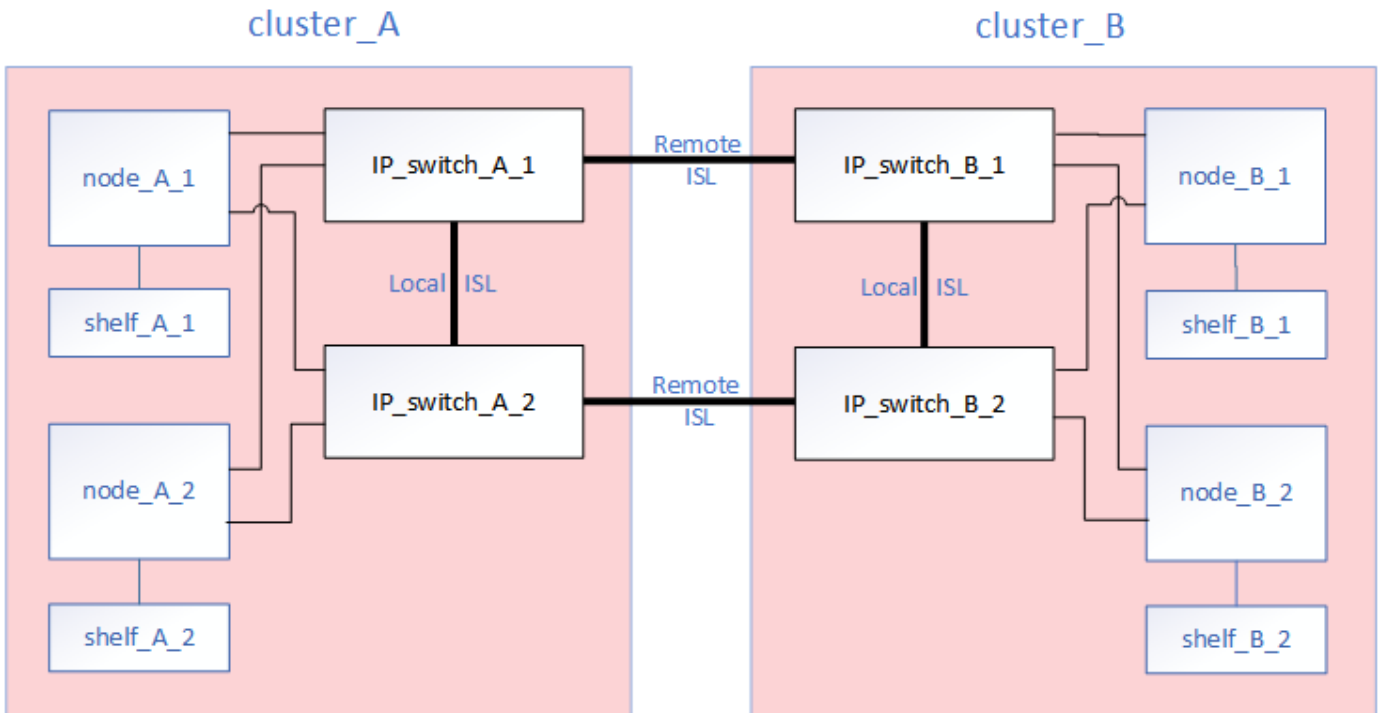 cluster_A
cluster_B
node_A_1
IP_switch_A_1
Remote
ISL
IP_switch_B_1
node_B_1
Local ISL
Local ISL
shelf_A_1
shelf_B_1
IP_switch_A_2
Remote
ISL
IP_switch_B_2
node_A_2
node_B_2
shelf_A_2
shelf_B_2